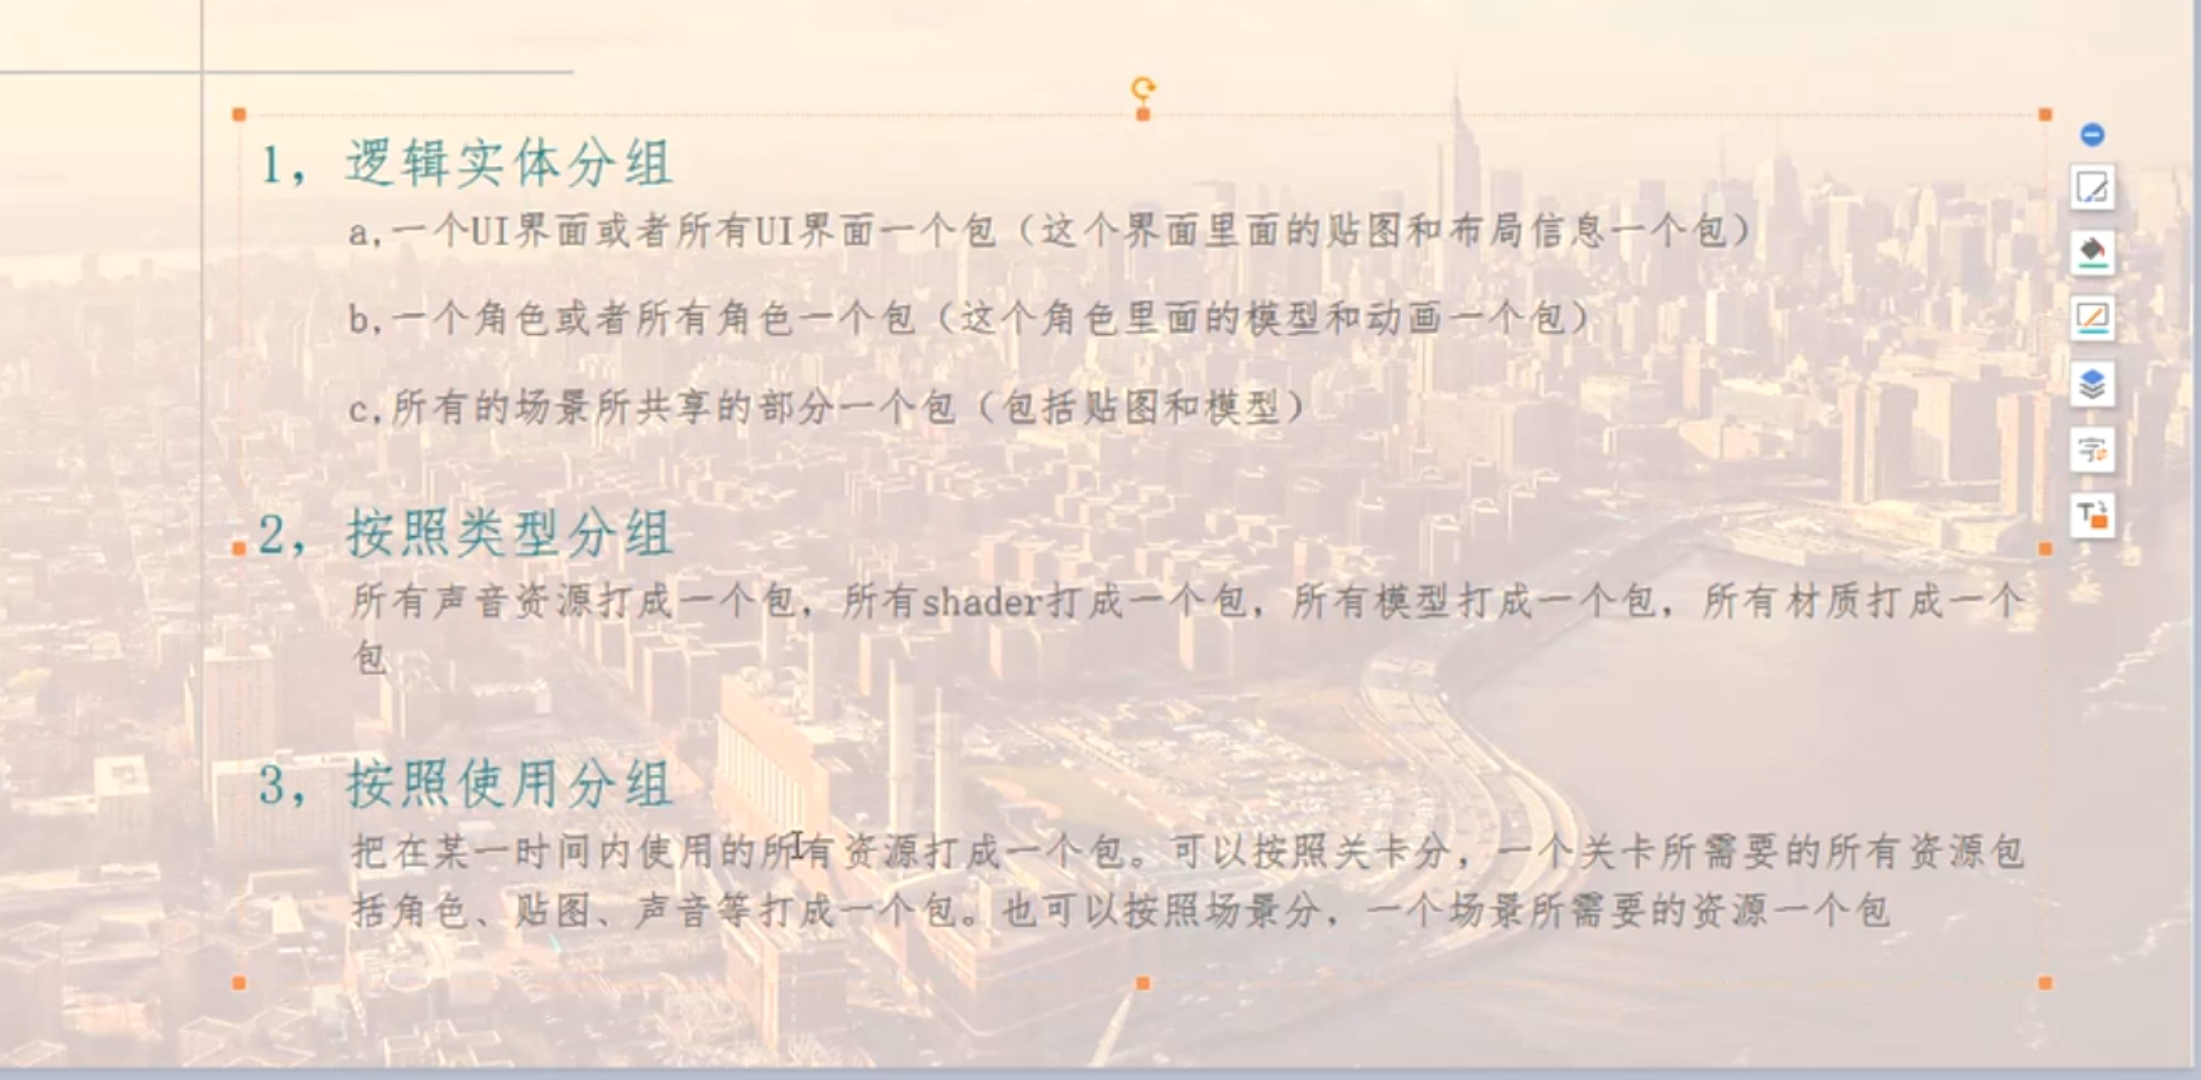 1，逻辑实体分组
a,一个UI界面或者所有UI界面一个包（这个界面里面的贴图和布局信息一个包）
b,一个角色或者所有角色一个包（这个角色里面的模型和动画一个包）
c,所有的场景所共享的部分一个包（包括贴图和模型）
2，按照类型分组
所有声音资源打成一个包，所有shader打成一个包，所有模型打成一个包，所有材质打成一个
包
3，按照使用分组
把在某一时间内使用的所有资源打成一个包。可以按照关卡分，一个关卡所需要的所有资源包
括角色、贴图、声音等打成一个包。也可以按照场景分，一个场景所需要的资源一个包